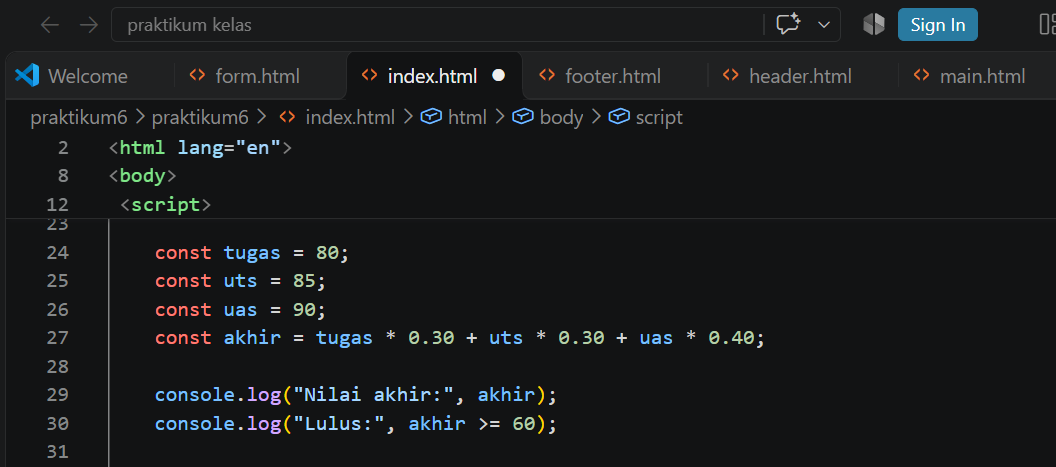 praktikum kelas
Sign In
Welcome
form.html
index.html
footer.html
header.html
main.html
praktikum6 > praktikum6 > index.html > html > body > script
2 <html lang="en">
8 <body>
12 <script>
23
24 const tugas = 80;
25 const uts = 85;
26 const uas = 90;
27 const akhir = tugas * 0.30 + uts * 0.30 + uas * 0.40;
28
29 console.log("Nilai akhir:", akhir);
30 console.log("Lulus:", akhir >= 60);
31